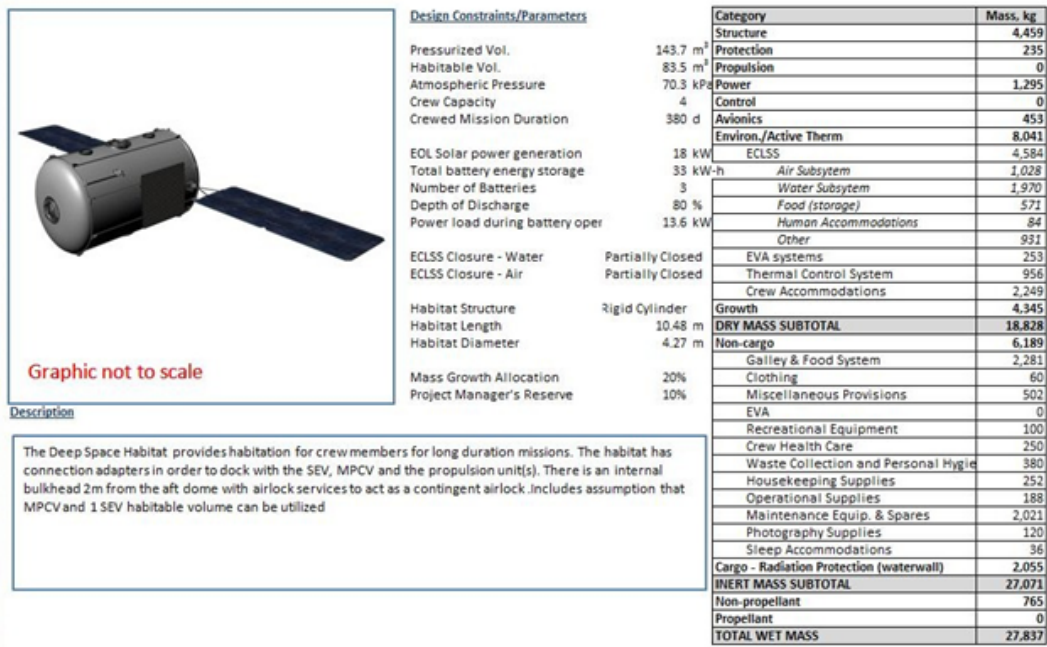 Graphic not to scale
Design Constraints/Parameters
Pressurized Vol. 143.7 m³
Habitable Vol. 83.5 m³
Atmospheric Pressure 70.3 kPa
Crew Capacity 4
Crewed Mission Duration 380 d
EOL Solar power generation 18 kW
Total battery energy storage 33 kW-h
Number of Batteries 3
Depth of Discharge 80 %
Power load during battery oper 13.6 kW
ECLSS Closure - Water Partially Closed
ECLSS Closure - Air Partially Closed
Habitat Structure Rigid Cylinder
Habitat Length 10.48 m
Habitat Diameter 4.27 m
Mass Growth Allocation 20%
Project Manager's Reserve 10%
Description
The Deep Space Habitat provides habitation for crew members for long duration missions. The habitat has
connection adapters in order to dock with the SEV, MPCV and the propulsion unit(s). There is an internal
bulkhead 2m from the aft dome with airlock services to act as a contingent airlock .Includes assumption that
MPCV and 1 SEV habitable volume can be utilized
Category Mass, kg
Structure 4,459
Protection 235
Propulsion 0
Power 1,295
Control 0
Avionics 453
Environ./Active Therm 8,041
ECLSS 4,584
Air Subsytem 1,028
Water Subsytem 1,970
Food (storage) 571
Human Accommodations 84
Other 931
EVA systems 253
Thermal Control System 956
Crew Accommodations 2,249
Growth 4,345
DRY MASS SUBTOTAL 18,828
Non-cargo 6,189
Galley & Food System 2,281
Clothing 60
Miscellaneous Provisions 502
EVA 0
Recreational Equipment 100
Crew Health Care 250
Waste Collection and Personal Hygie 380
Housekeeping Supplies 252
Operational Supplies 188
Maintenance Equip. & Spares 2,021
Photography Supplies 120
Sleep Accommodations 36
Cargo - Radiation Protection (waterwall) 2,055
INERT MASS SUBTOTAL 27,071
Non-propellant 765
Propellant 0
TOTAL WET MASS 27,837